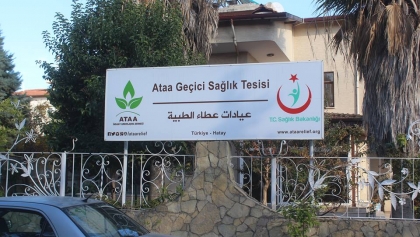 Ataa Geçici Sağlık Tesisi
عيادات عطاء الطبية
Türkiye - Hatay
ATAA
T.C. Sağlık Bakanlığı
www.ataarelief.org